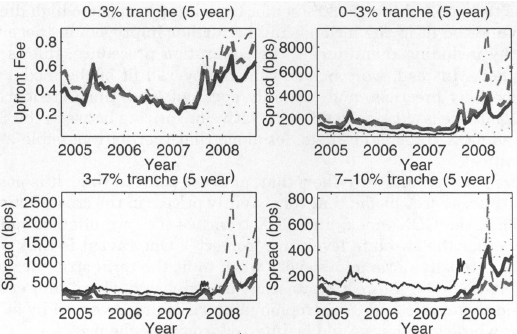 0–3% tranche (5 year)
Upfront Fee
0.8
0.6
0.4
0.2
2005 2006 2007 2008
Year
0–3% tranche (5 year)
Spread (bps)
8000
6000
4000
2000
2005 2006 2007 2008
Year
3–7% tranche (5 year)
Spread (bps)
2500
2000
1500
1000
500
2005 2006 2007 2008
Year
7–10% tranche (5 year)
Spread (bps)
800
600
400
200
2005 2006 2007 2008
Year